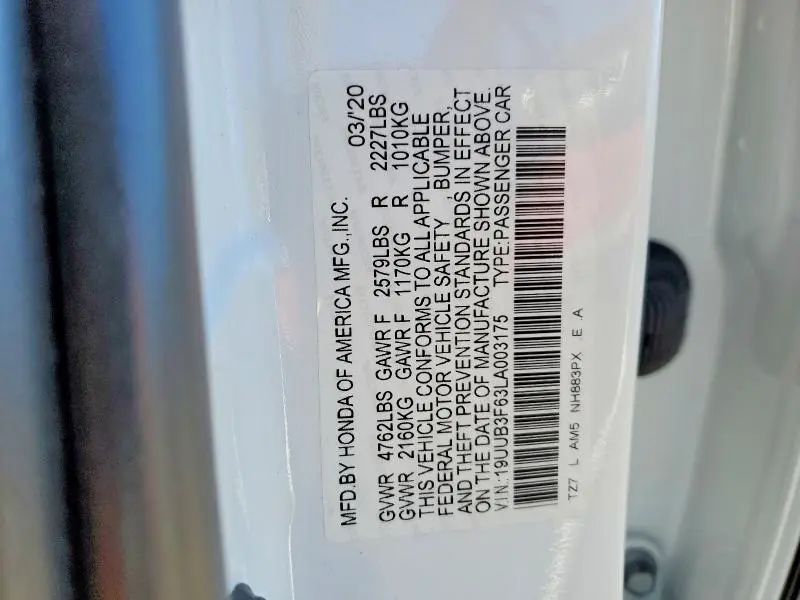 MFD.BY HONDA OF AMERICA MFG.,INC. 03/'20
GVWR 4762LBS GAWR F 2579LBS R 2227LBS
GVWR 2160KG GAWR F 1170KG R 1010KG
THIS VEHICLE CONFORMS TO ALL APPLICABLE
FEDERAL MOTOR VEHICLE SAFETY , BUMPER,
AND THEFT PREVENTION STANDARDS IN EFFECT
ON THE DATE OF MANUFACTURE SHOWN ABOVE.
V.I.N.:19UUB3F63LA003175 TYPE:PASSENGER CAR
TZ7 L AM5 NH883PX .E .A